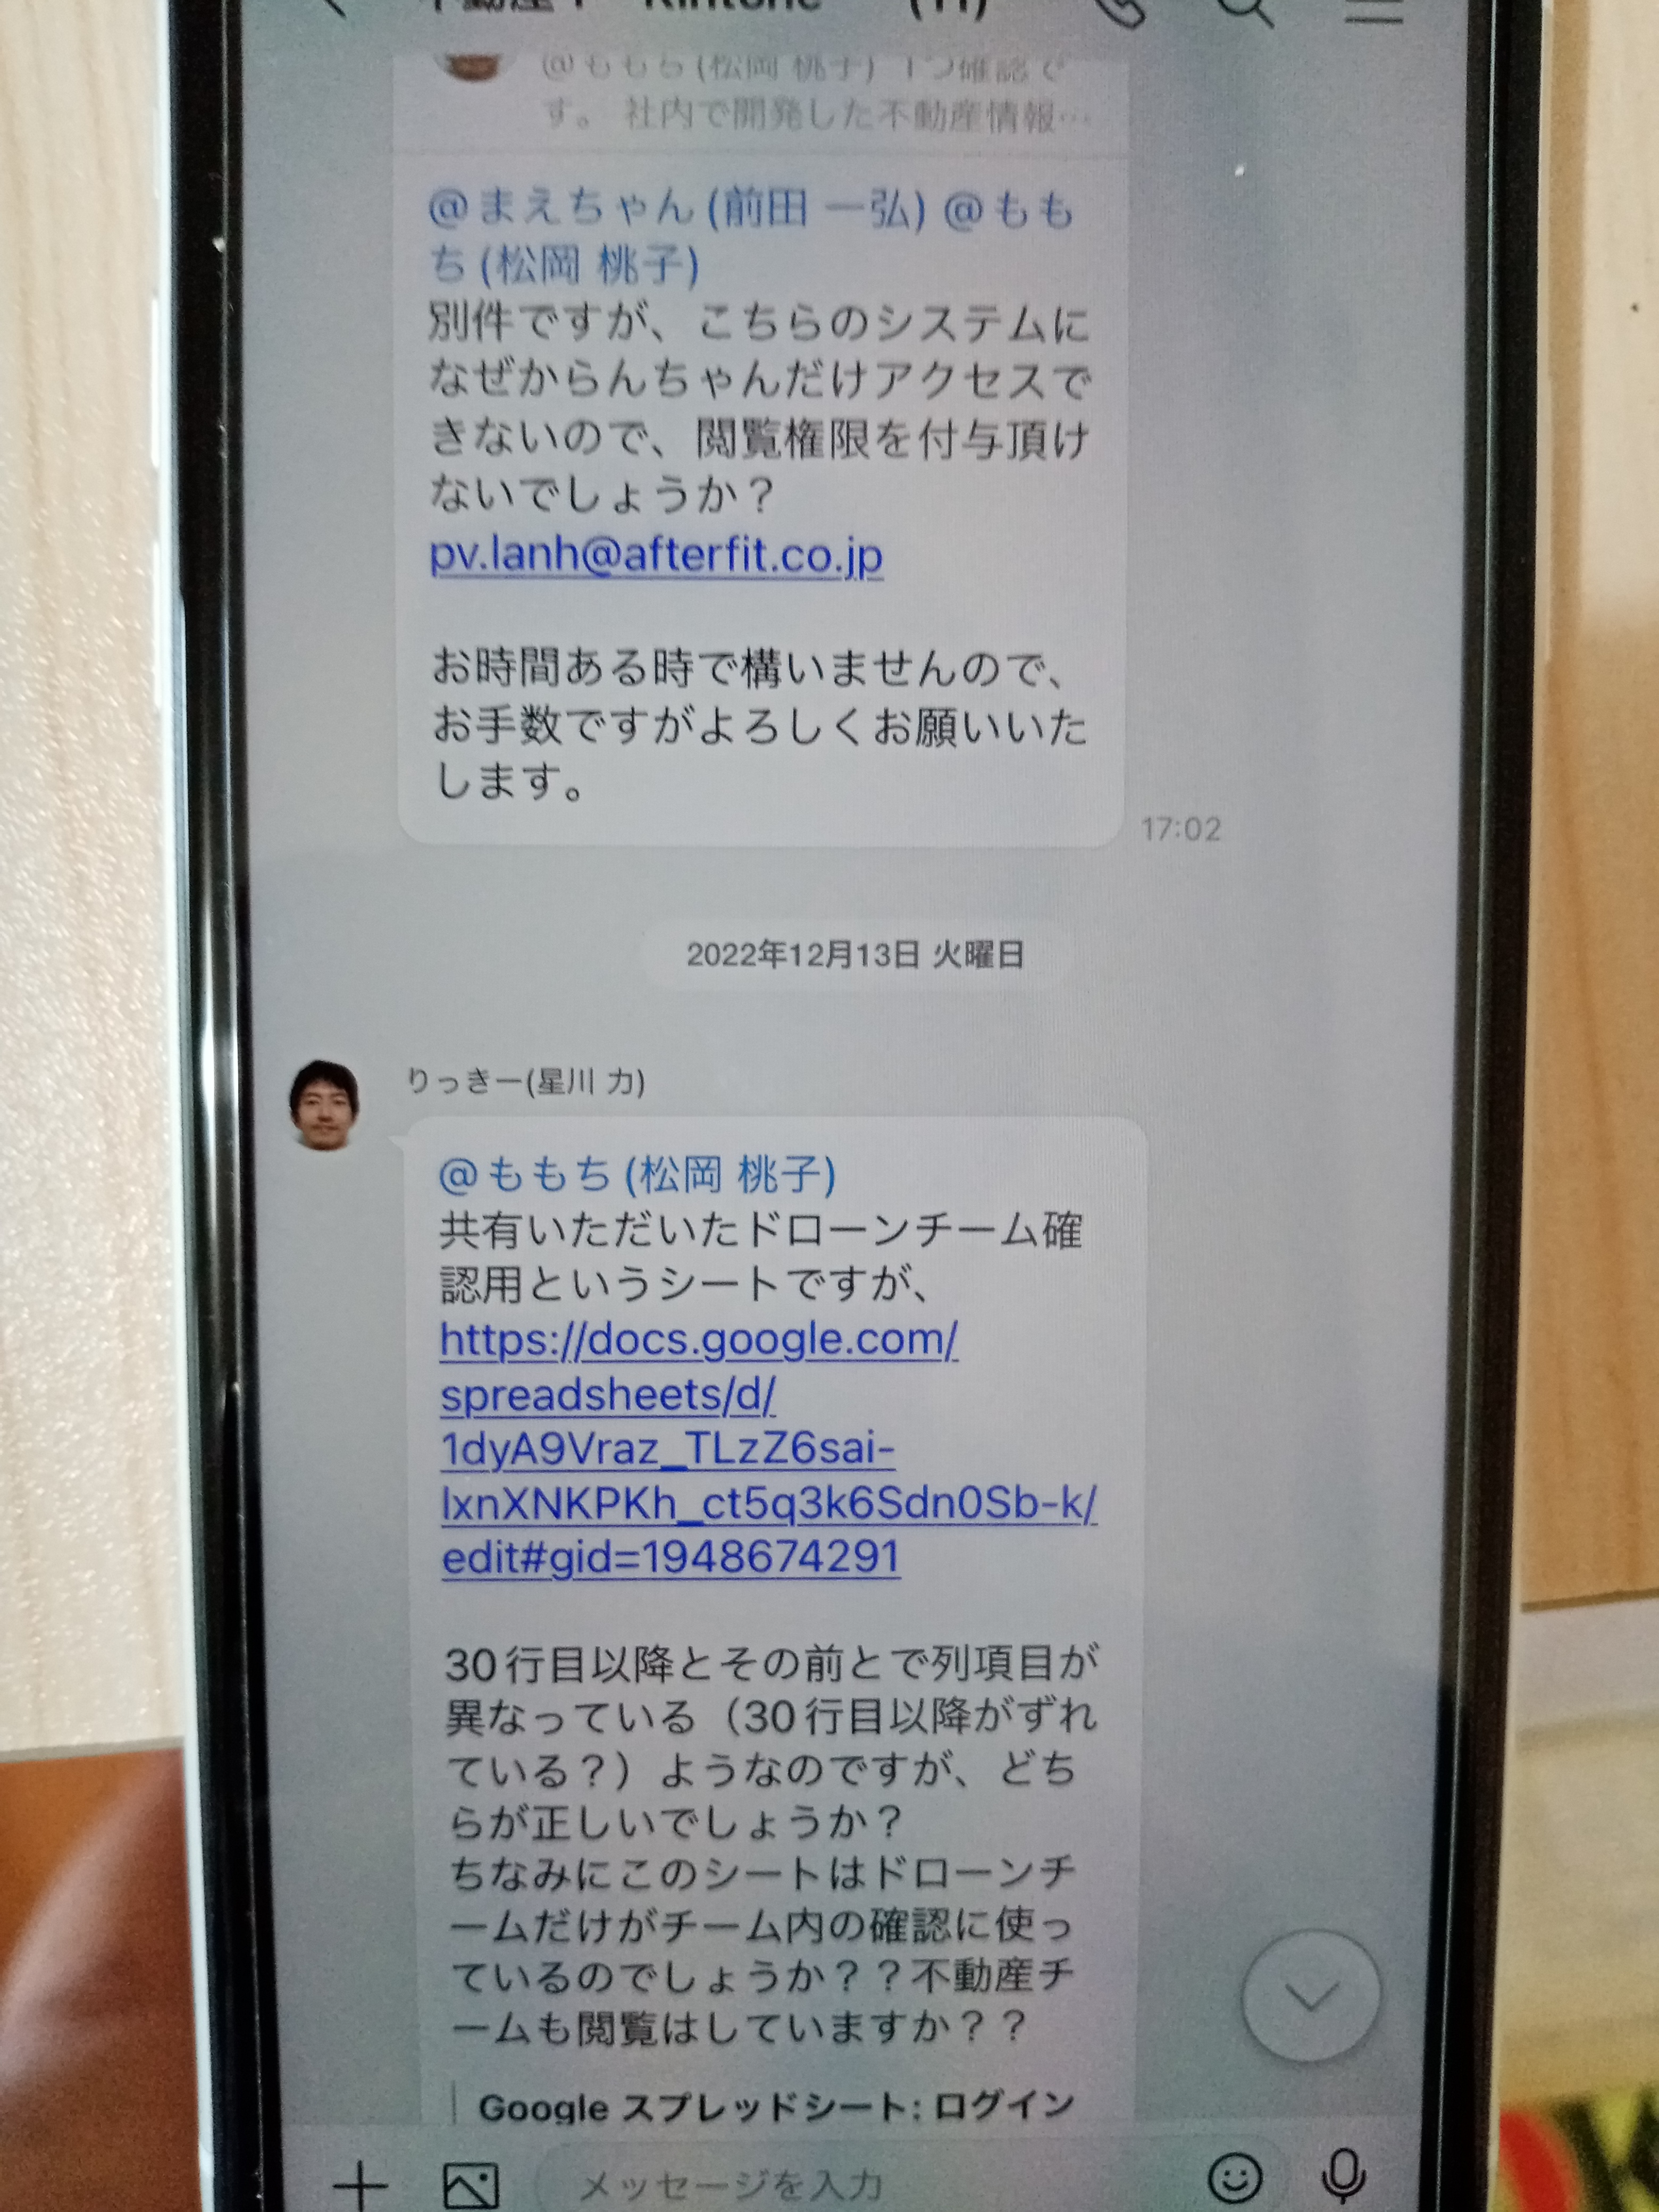 Kintone (11)
@ももち(松岡 桃子) 1つ確認で
す。 社内で開発した不動産情報…
@まえちゃん(前田 一弘) @もも
ち(松岡 桃子)
別件ですが、こちらのシステムに
なぜからんちゃんだけアクセスで
きないので、閲覧権限を付与頂け
ないでしょうか？
pv.lanh@afterfit.co.jp
お時間ある時で構いませんので、
お手数ですがよろしくお願いいた
します。
17:02
2022年12月13日 火曜日
りっきー(星川 力)
@ももち(松岡 桃子)
共有いただいたドローンチーム確
認用というシートですが、
https://docs.google.com/
spreadsheets/d/
1dyA9Vraz_TLzZ6sai-
lxnXNKPKh_ct5q3k6Sdn0Sb-k/
edit#gid=1948674291
30行目以降とその前とで列項目が
異なっている（30行目以降がずれ
ている？）ようなのですが、どち
らが正しいでしょうか？
ちなみにこのシートはドローンチ
ームだけがチーム内の確認に使っ
ているのでしょうか？？不動産チ
ームも閲覧はしていますか？？
Google スプレッドシート: ログイン
メッセージを入力